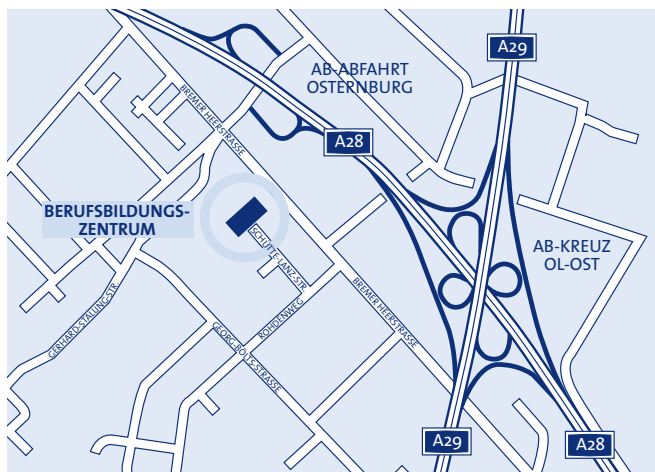 A29
AB-ABFAHRT
OSTERNBURG
BREMER HEERSTRASSE
A28
BERUFSBILDUNGS-
ZENTRUM
SCHÜTTE-LANZ-STR.
AB-KREUZ
OL-OST
ROHDENWEG
BREMER HEERSTRASSE
GERHARD-STALLING-STR.
GEORG-BÖLTS-STRASSE
A29
A28